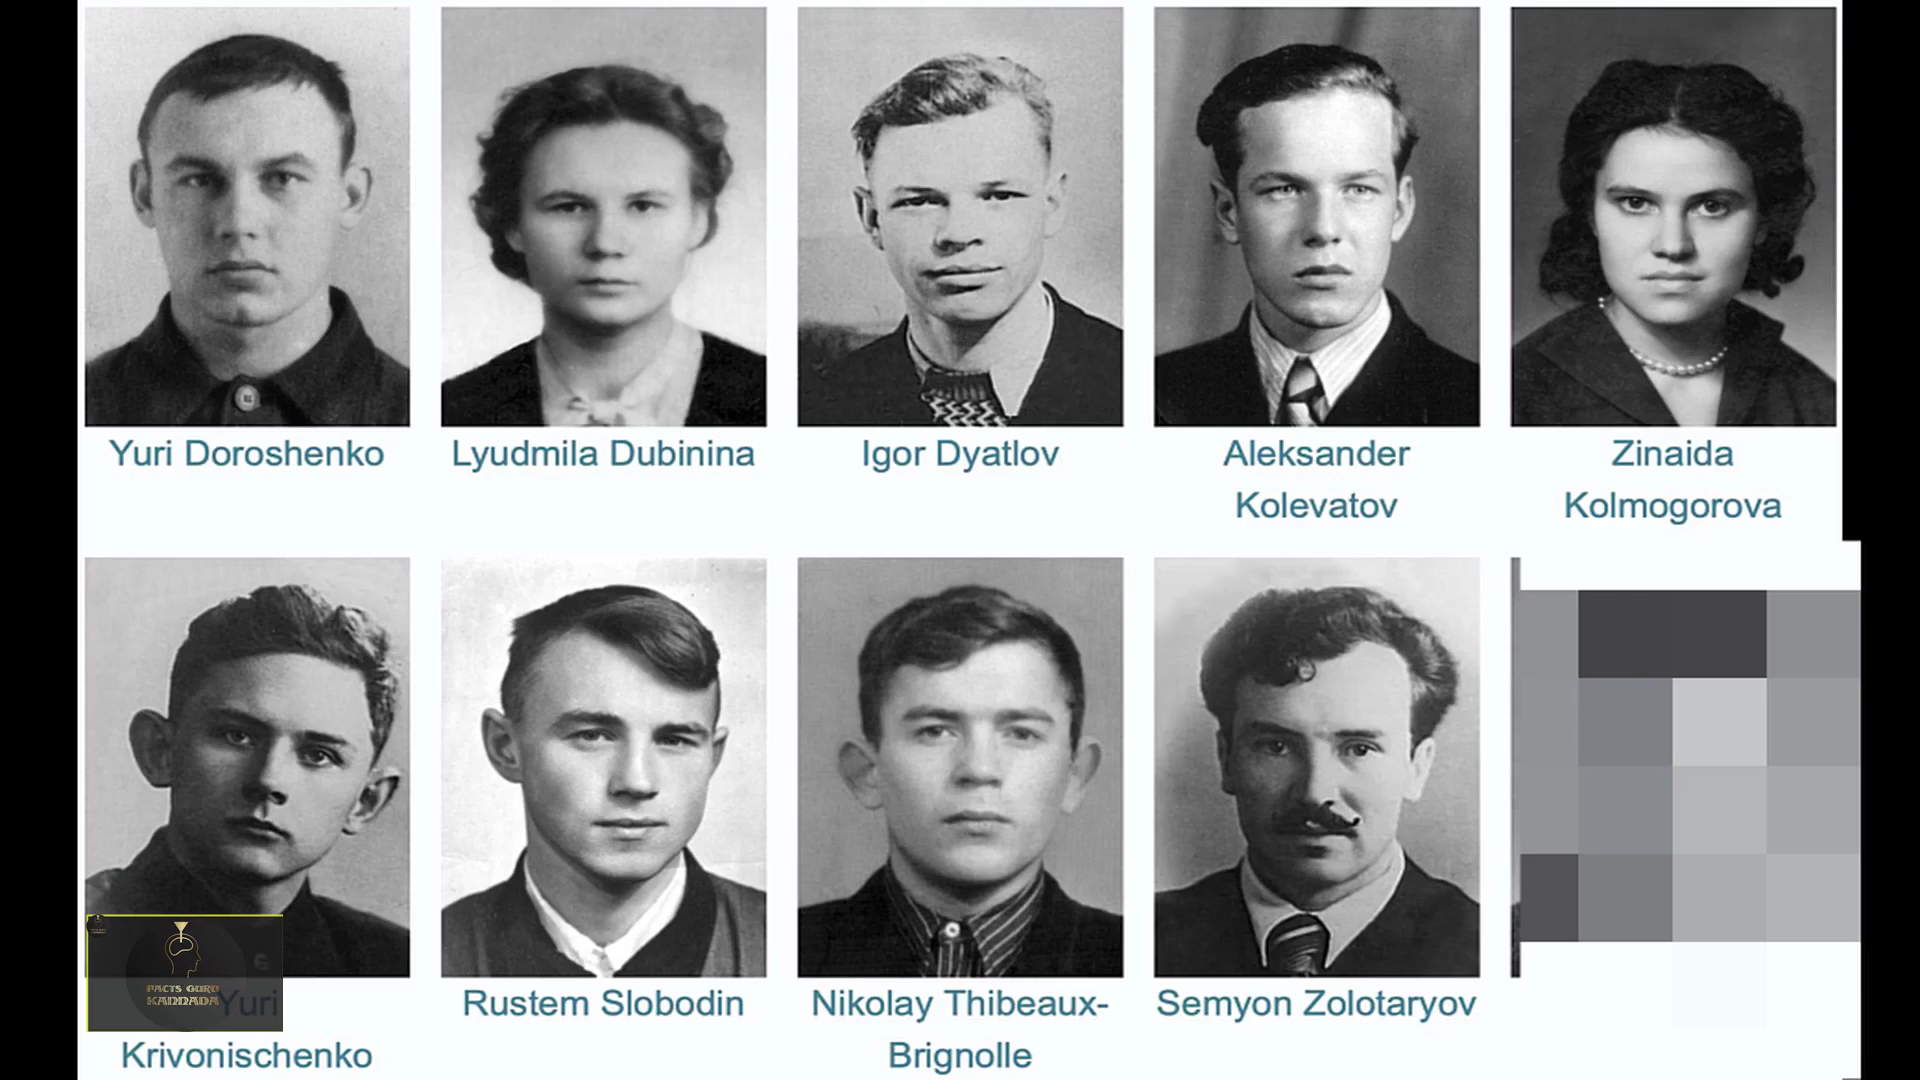 Yuri Doroshenko
Lyudmila Dubinina
Igor Dyatlov
Aleksander
Kolevatov
Zinaida
Kolmogorova
Yuri
Krivonischenko
Rustem Slobodin
Nikolay Thibeaux-
Brignolle
Semyon Zolotaryov
FACTS GURU
KANNADA